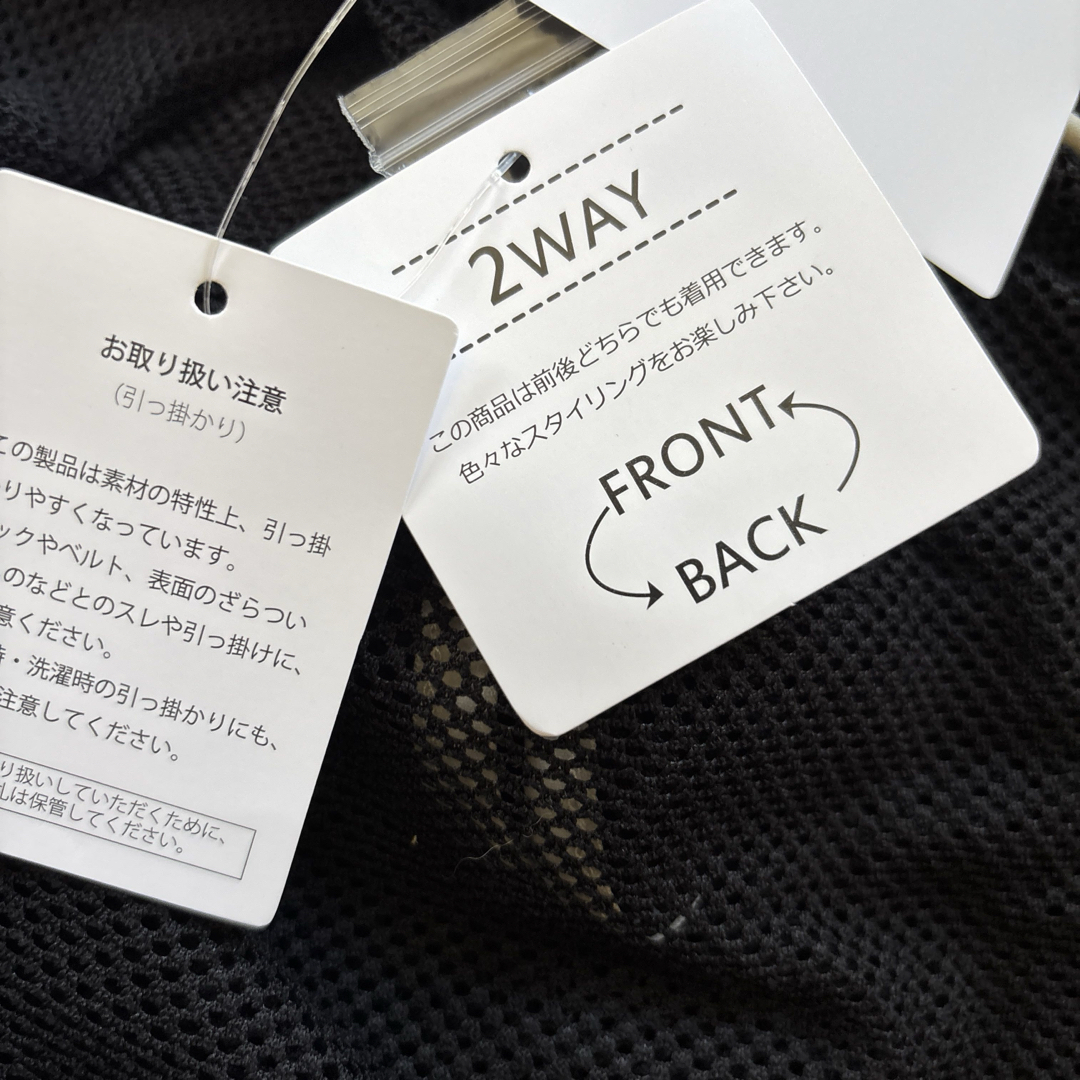 お取り扱い注意
（引っ掛かり）
この製品は素材の特性上、引っ掛
りやすくなっています。
ックやベルト、表面のざらつい
のなどとのスレや引っ掛けに、
意ください。
・洗濯時の引っ掛かりにも、
注意してください。
り扱いしていただくために、
札は保管してください。
2WAY
この商品は前後どちらでも着用できます。
色々なスタイリングをお楽しみ下さい。
FRONT
BACK